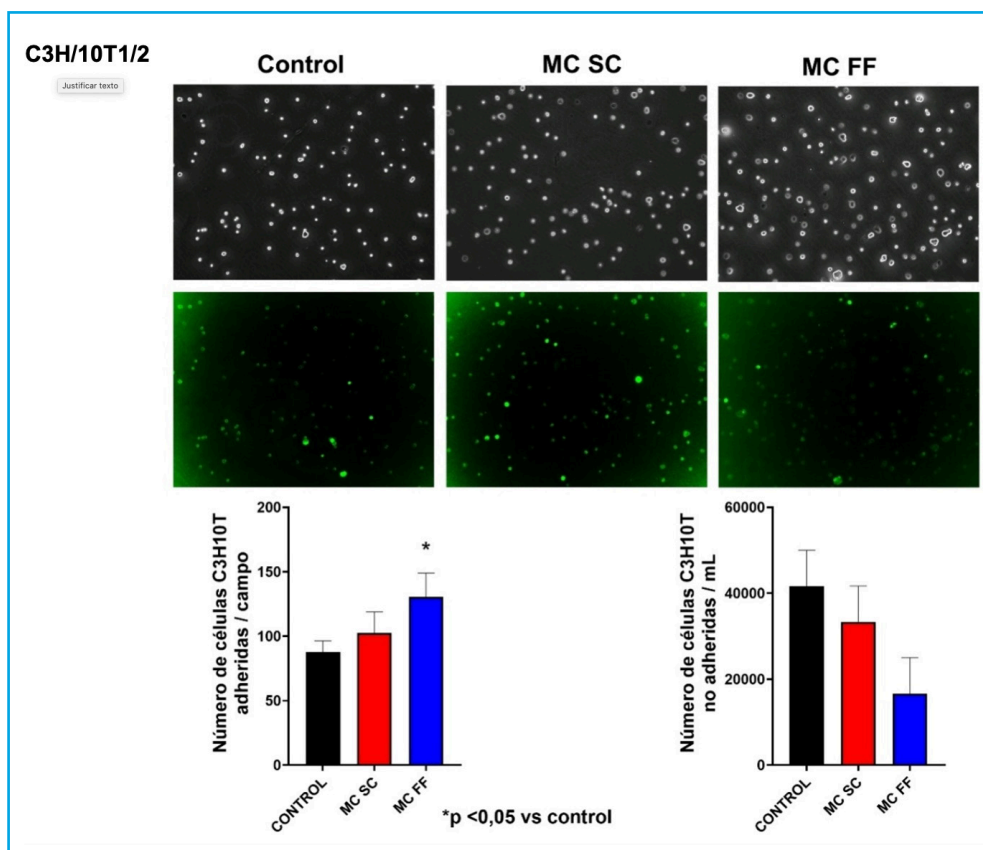 C3H/10T1/2
Justificar texto
Control
MC SC
MC FF
Número de células C3H10T
adheridas / campo
200
150
100
50
0
*
CONTROL
MC SC
MC FF
*p <0,05 vs control
Número de células C3H10T
no adheridas / mL
60000
40000
20000
0
CONTROL
MC SC
MC FF